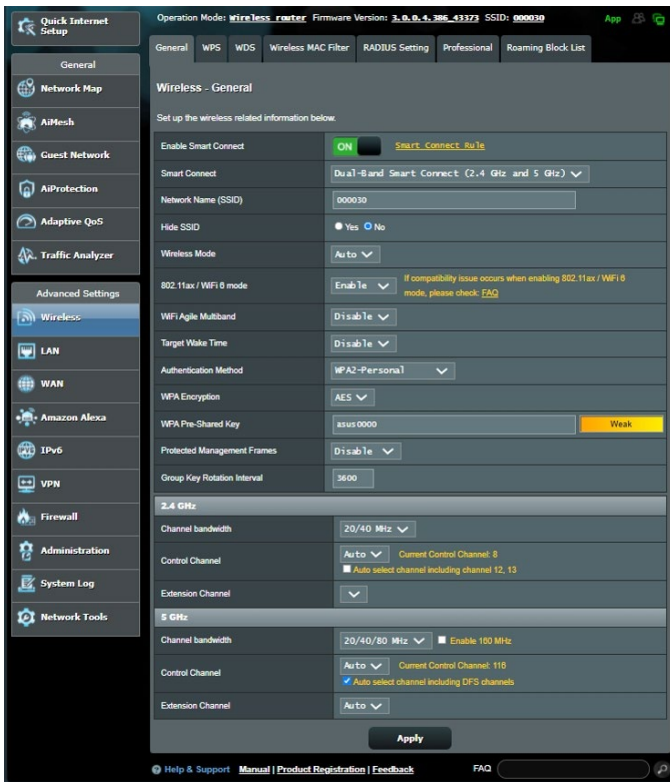 Quick Internet Setup
Operation Mode: Wireless router Firmware Version: 3.0.0.4.386_43373 SSID: 000030
App
General
WPS
WDS
Wireless MAC Filter
RADIUS Setting
Professional
Roaming Block List
General
Network Map
AiMesh
Guest Network
AiProtection
Adaptive QoS
Traffic Analyzer
Advanced Settings
Wireless
LAN
WAN
Amazon Alexa
IPv6
VPN
Firewall
Administration
System Log
Network Tools
Wireless - General
Set up the wireless related information below.
Enable Smart Connect ON Smart Connect Rule
Smart Connect Dual-Band Smart Connect (2.4 GHz and 5 GHz)
Network Name (SSID) 000030
Hide SSID Yes No
Wireless Mode Auto
802.11ax / WiFi 6 mode Enable If compatibility issue occurs when enabling 802.11ax / WiFi 6
mode, please check: FAQ
WiFi Agile Multiband Disable
Target Wake Time Disable
Authentication Method WPA2-Personal
WPA Encryption AES
WPA Pre-Shared Key asus0000 Weak
Protected Management Frames Disable
Group Key Rotation Interval 3600
2.4 GHz
Channel bandwidth 20/40 MHz
Control Channel Auto Current Control Channel: 8
Auto select channel including channel 12, 13
Extension Channel
5 GHz
Channel bandwidth 20/40/80 MHz Enable 160 MHz
Control Channel Auto Current Control Channel: 116
Auto select channel including DFS channels
Extension Channel Auto
Apply
Help & Support Manual | Product Registration | Feedback FAQ